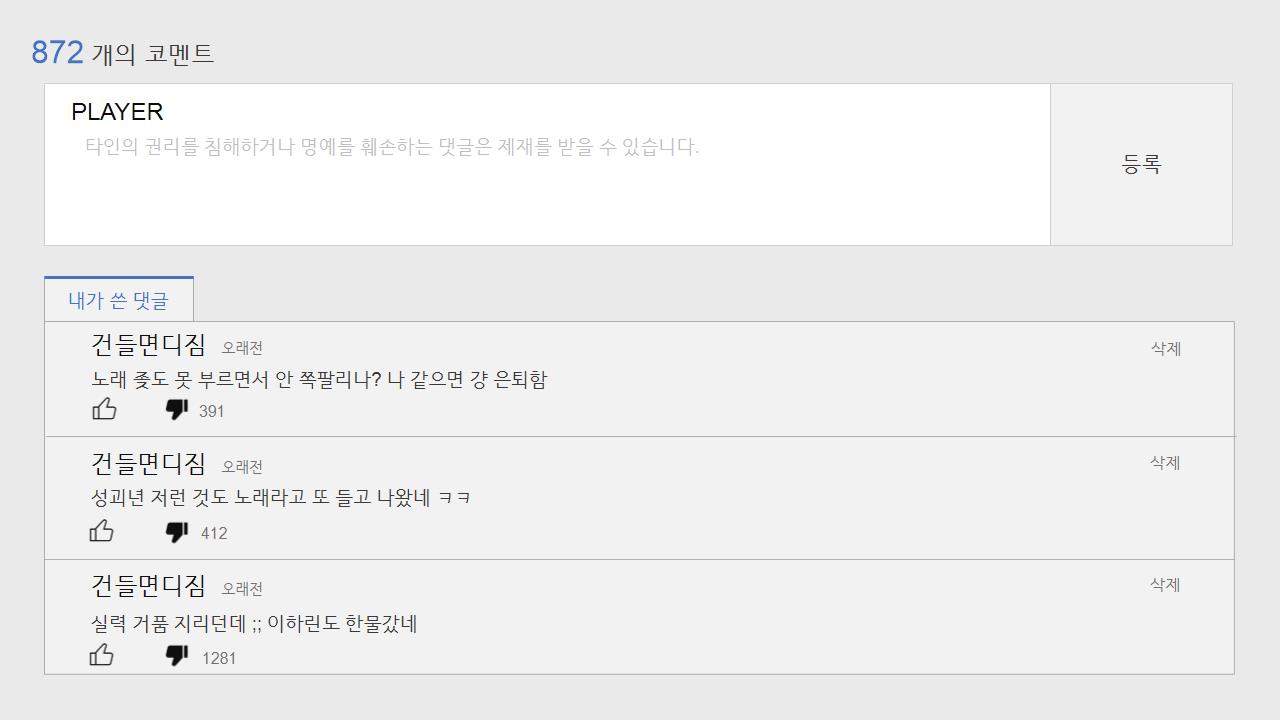 872 개의 코멘트
PLAYER
타인의 권리를 침해하거나 명예를 훼손하는 댓글은 제재를 받을 수 있습니다.
등록
내가 쓴 댓글
건들면디짐 오래전 삭제
노래 좆도 못 부르면서 안 쪽팔리나? 나 같으면 걍 은퇴함
391
건들면디짐 오래전 삭제
성괴년 저런 것도 노래라고 또 들고 나왔네 ㅋㅋ
412
건들면디짐 오래전 삭제
실력 거품 지리던데 ;; 이하린도 한물갔네
1281